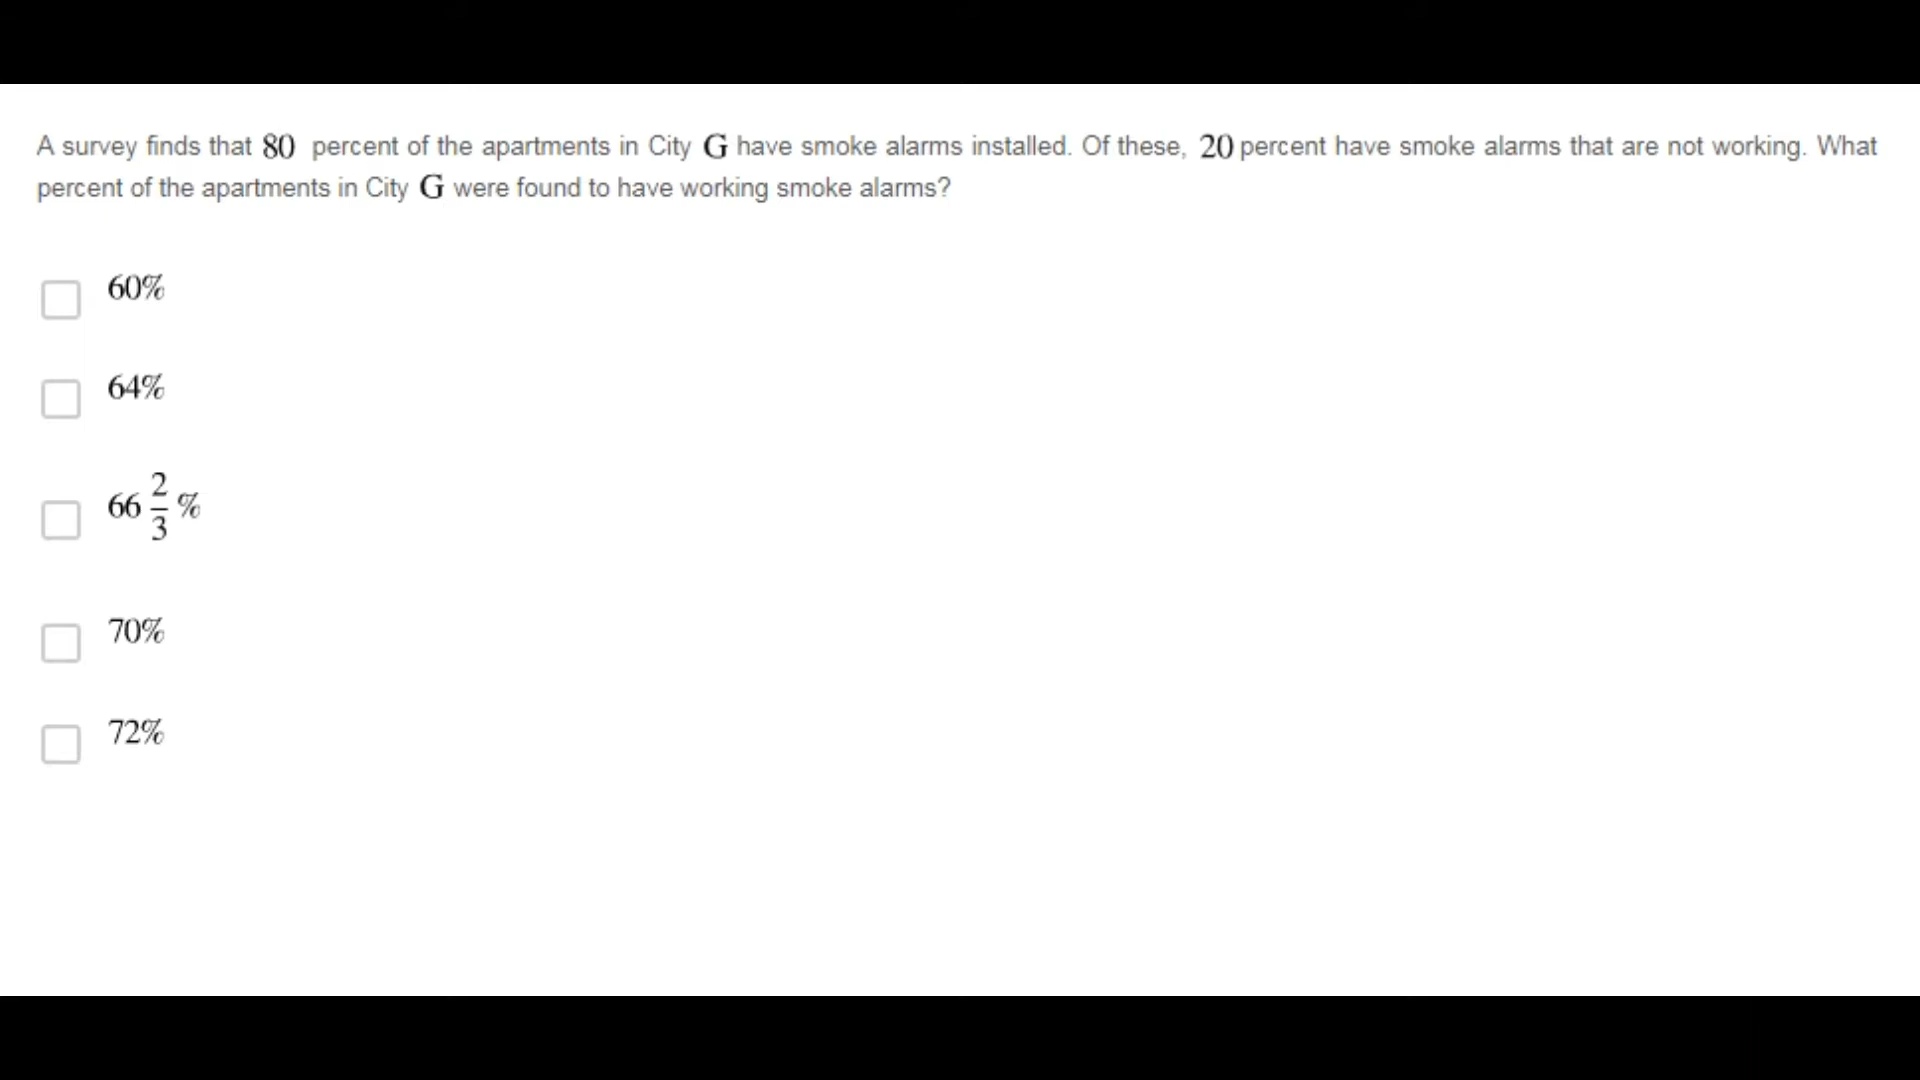 A survey finds that 80 percent of the apartments in City G have smoke alarms installed. Of these, 20 percent have smoke alarms that are not working. What
percent of the apartments in City G were found to have working smoke alarms?
60%
64%
66 2/3 %
70%
72%